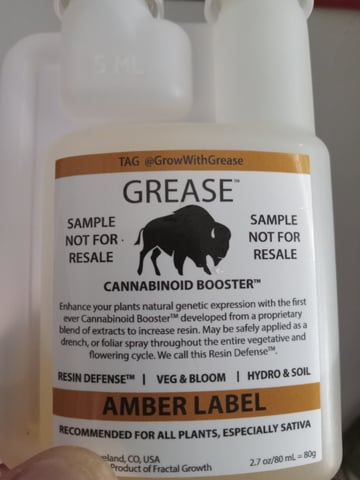 5 ML
TAG @GrowWithGrease
GREASE™
SAMPLE
NOT FOR
RESALE
SAMPLE
NOT FOR
RESALE
CANNABINOID BOOSTER™
Enhance your plants natural genetic expression with the first
ever Cannabinoid Booster™ developed from a proprietary
blend of extracts to increase resin. May be safely applied as a
drench, or foliar spray throughout the entire vegetative and
flowering cycle. We call this Resin Defense™.
RESIN DEFENSE™ | VEG & BLOOM | HYDRO & SOIL
AMBER LABEL
RECOMMENDED FOR ALL PLANTS, ESPECIALLY SATIVA
eland, CO, USA
Product of Fractal Growth
2.7 oz/80 mL = 80g